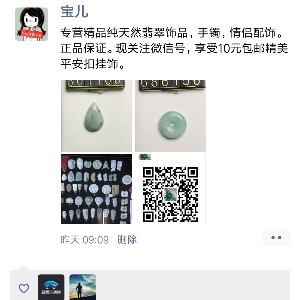 宝儿
专营精品纯天然翡翠饰品,手镯,情侣配饰。
正品保证。现关注微信号,享受10元包邮精美
平安扣挂饰。
昨天 09:09 删除